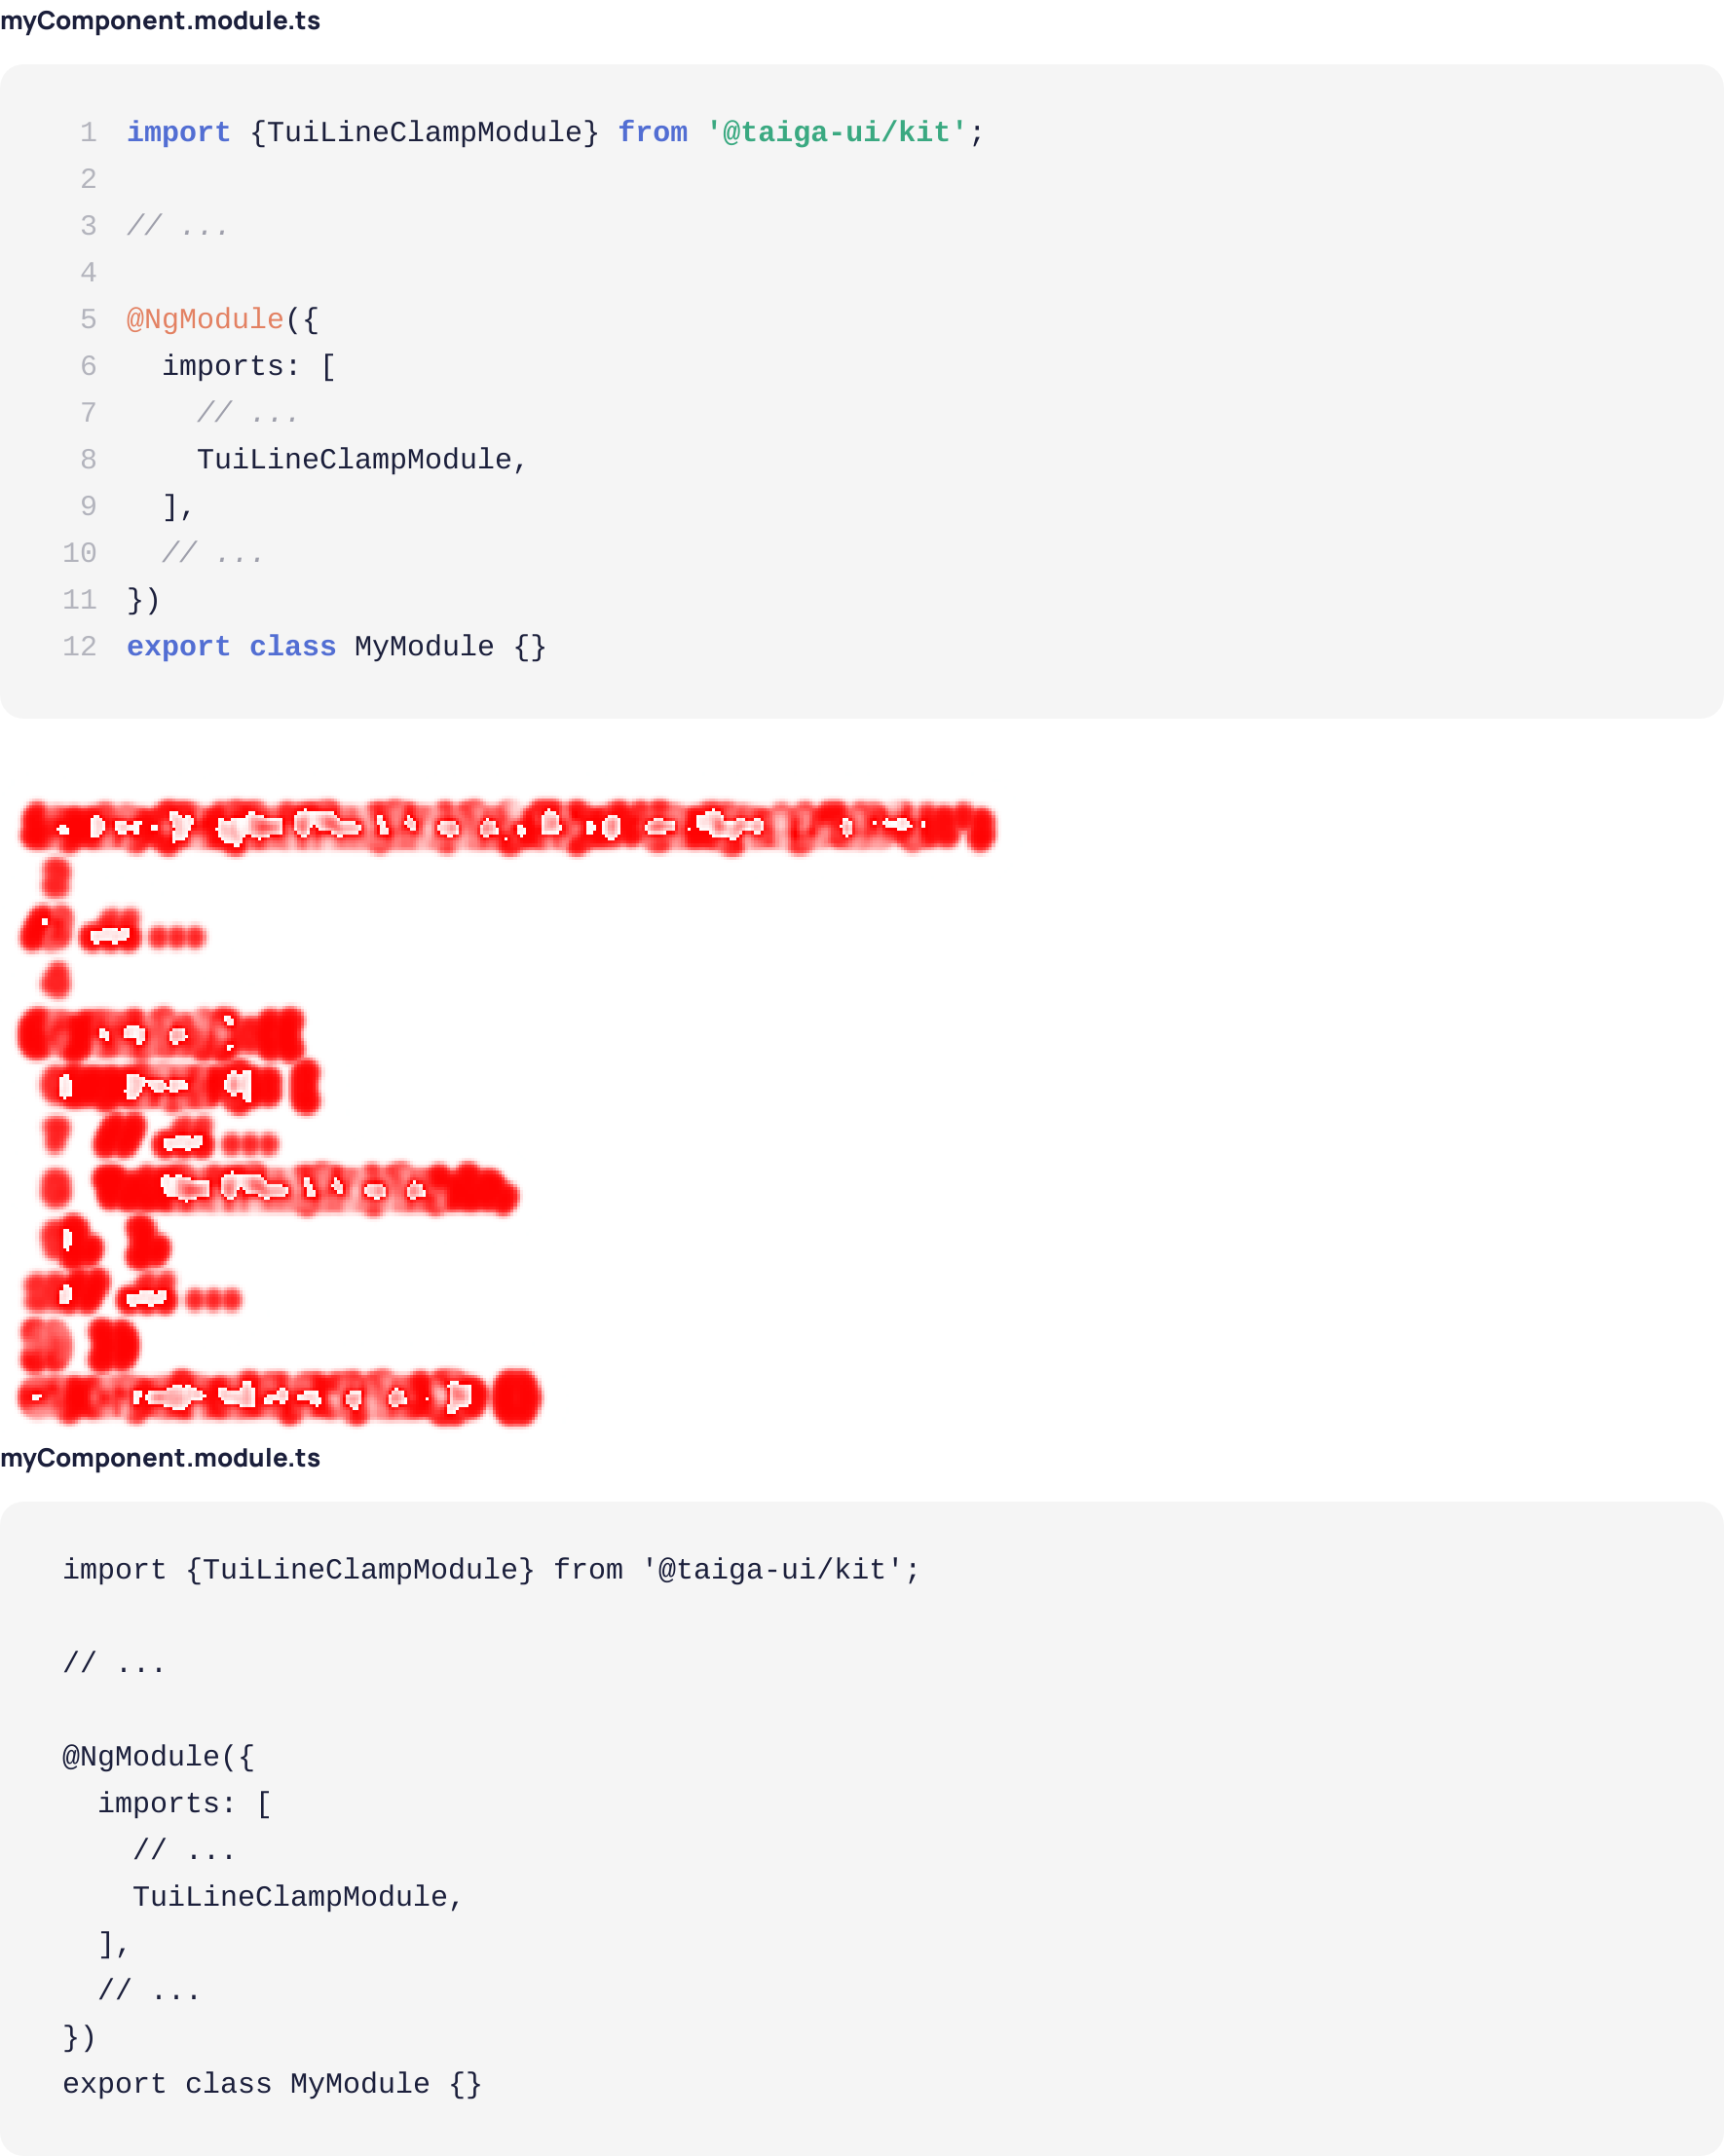 myComponent.module.ts
1 import {TuiLineClampModule} from '@taiga-ui/kit';
2
3 // ...
4
5 @NgModule({
6   imports: [
7     // ...
8     TuiLineClampModule,
9   ],
10   // ...
11 })
12 export class MyModule {}
myComponent.module.ts
import {TuiLineClampModule} from '@taiga-ui/kit';

// ...

@NgModule({
  imports: [
    // ...
    TuiLineClampModule,
  ],
  // ...
})
export class MyModule {}